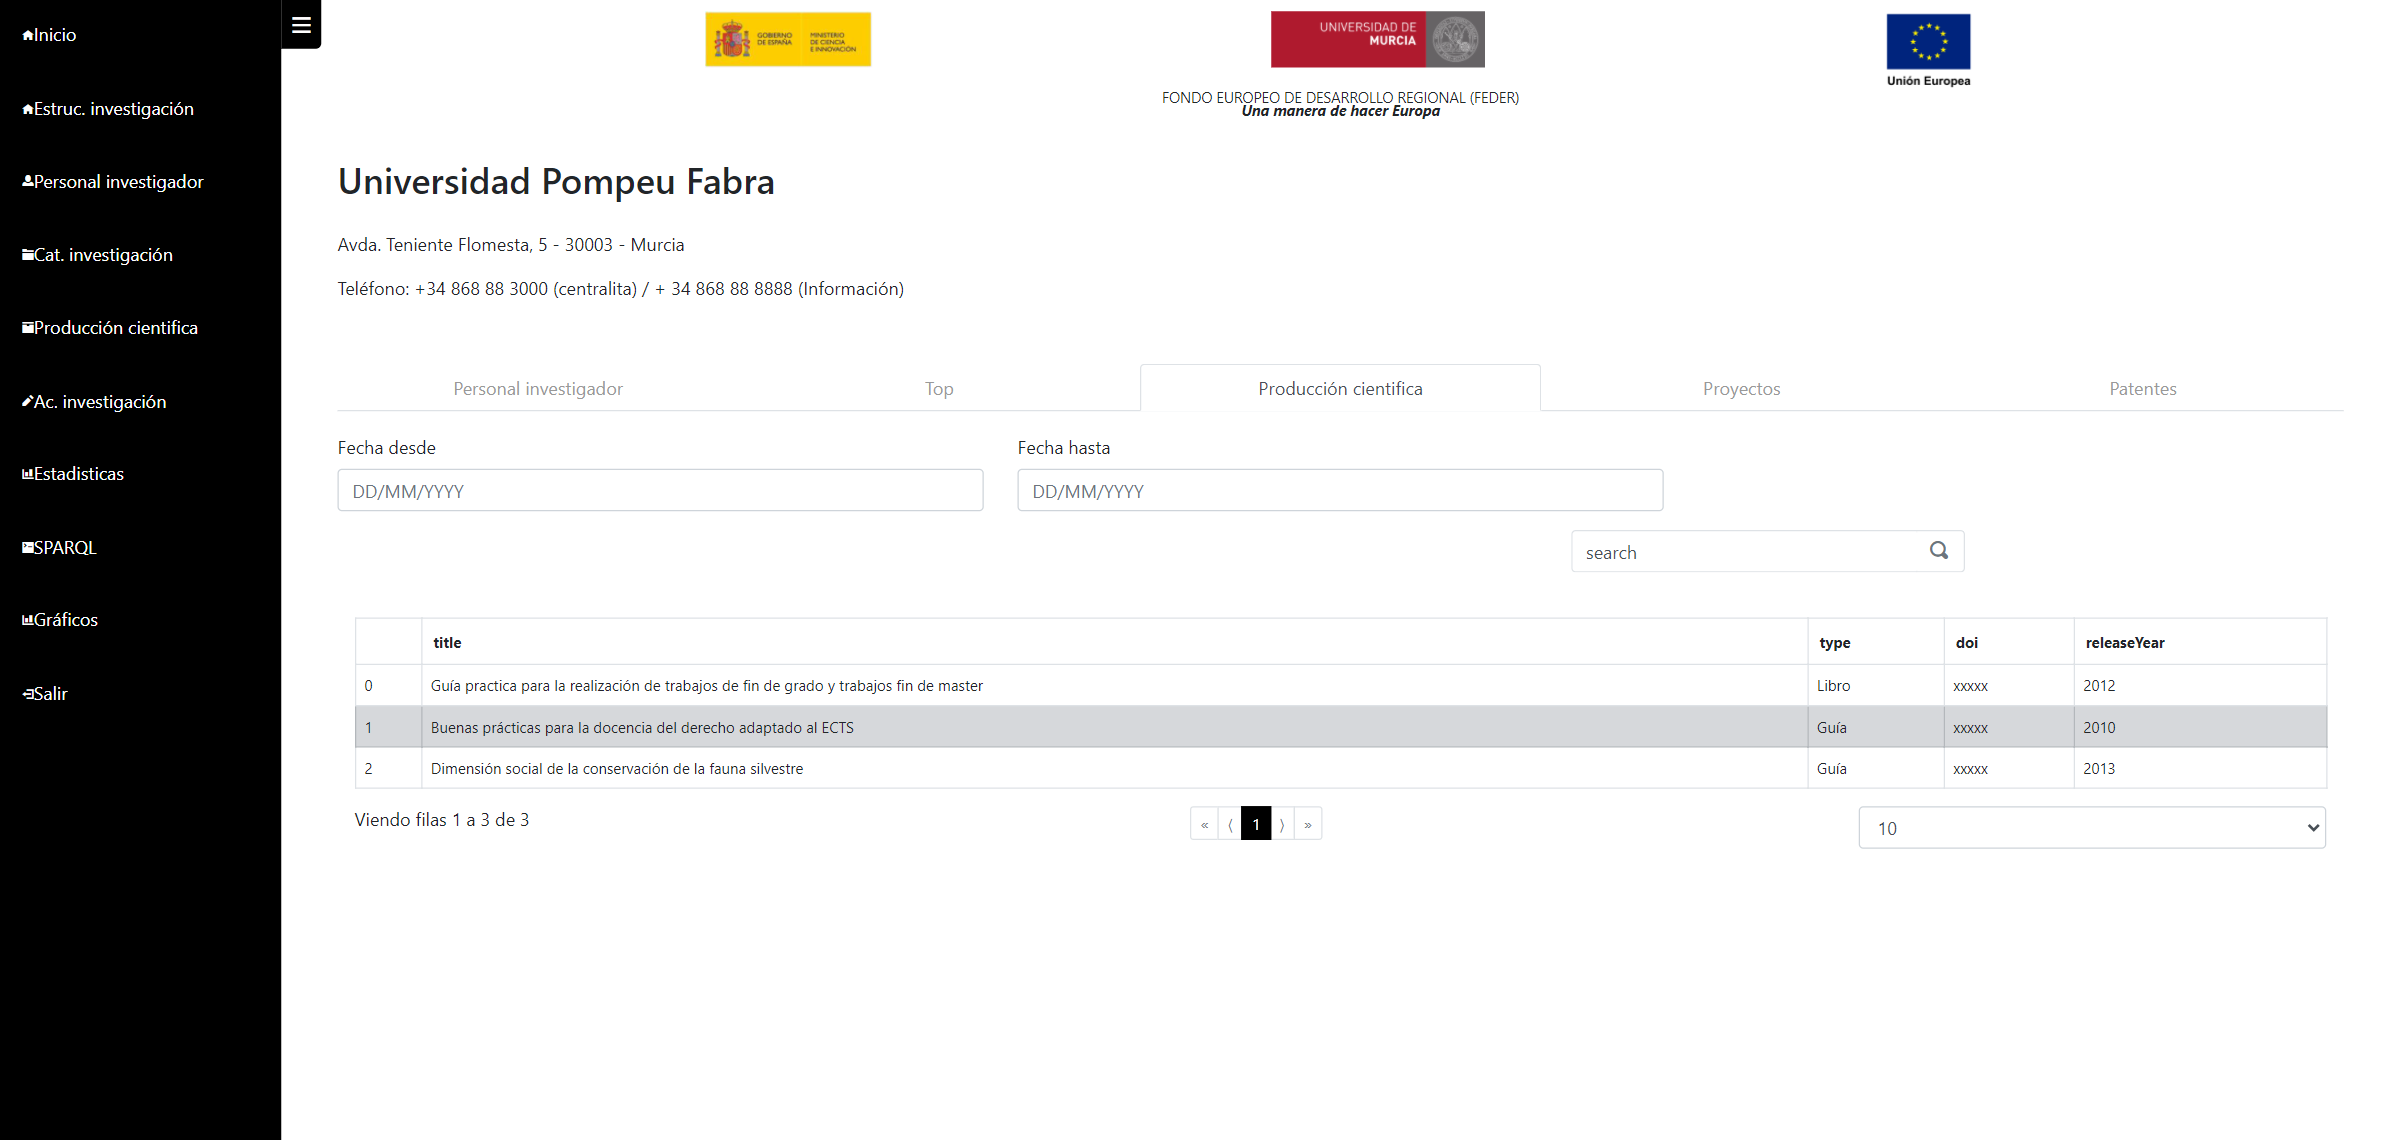 Inicio
Estruc. investigación
Personal investigador
Cat. investigación
Producción cientifica
Ac. investigación
Estadisticas
SPARQL
Gráficos
Salir
GOBIERNO DE ESPAÑA
MINISTERIO DE CIENCIA E INNOVACIÓN
UNIVERSIDAD DE
MURCIA
Unión Europea
FONDO EUROPEO DE DESARROLLO REGIONAL (FEDER)
Una manera de hacer Europa
Universidad Pompeu Fabra
Avda. Teniente Flomesta, 5 - 30003 - Murcia
Teléfono: +34 868 88 3000 (centralita) / + 34 868 88 8888 (Información)
Personal investigador Top Producción cientifica Proyectos Patentes
Fecha desde Fecha hasta
DD/MM/YYYY DD/MM/YYYY
search
title type doi releaseYear
0 Guía practica para la realización de trabajos de fin de grado y trabajos fin de master Libro xxxxx 2012
1 Buenas prácticas para la docencia del derecho adaptado al ECTS Guía xxxxx 2010
2 Dimensión social de la conservación de la fauna silvestre Guía xxxxx 2013
Viendo filas 1 a 3 de 3 « ⟨ 1 ⟩ » 10